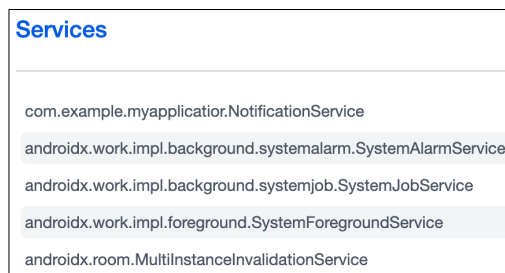 Services
com.example.myapplicatior.NotificationService
androidx.work.impl.background.systemalarm.SystemAlarmService
androidx.work.impl.background.systemjob.SystemJobService
androidx.work.impl.foreground.SystemForegroundService
androidx.room.MultiInstanceInvalidationService